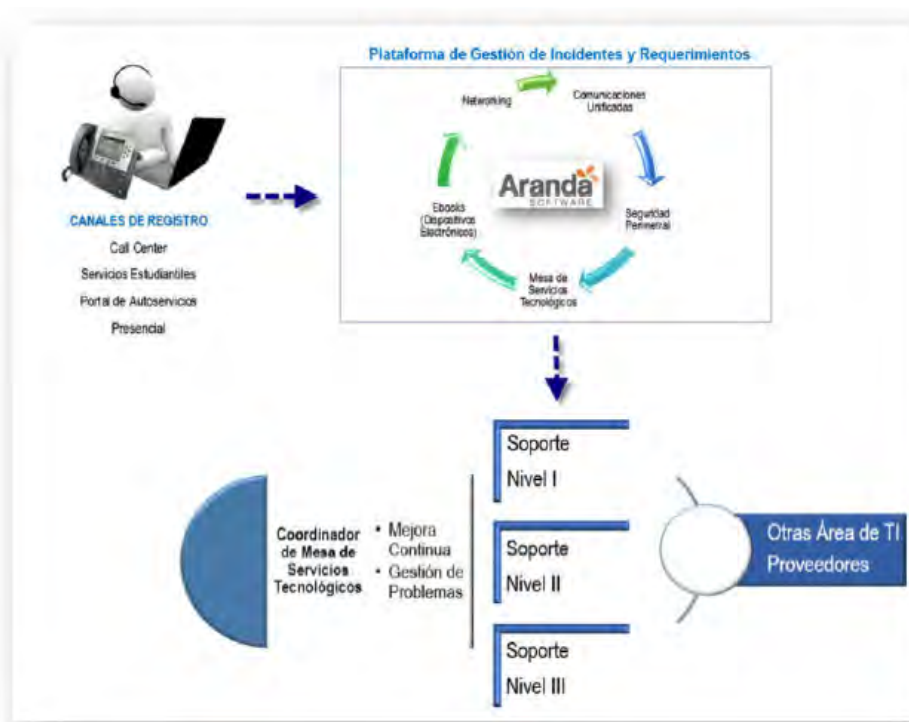 Plataforma de Gestión de Incidentes y Requerimientos
Networking
Comunicaciones
Unificadas
Aranda
SOFTWARE
Ebooks
(Dispositivos
Electrónicos)
Seguridad
Perimetral
Mesa de
Servicios
Tecnológicos
CANALES DE REGISTRO
Call Center
Servicios Estudiantiles
Portal de Autoservicios
Presencial
Soporte
Nivel I
Coordinador
de Mesa de
Servicios
Tecnológicos
• Mejora
Continua
• Gestión de
Problemas
Soporte
Nivel II
Soporte
Nivel III
Otras Área de TI
Proveedores